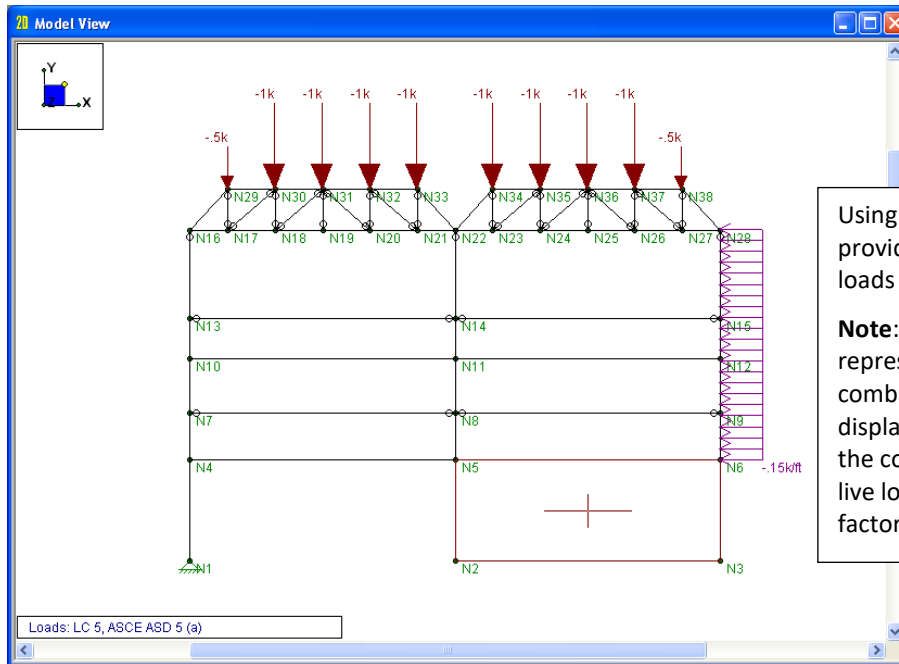 2D Model View
Y
Z X
-1k -1k -1k -1k -1k -1k -1k -1k
-.5k -.5k
N29 N30 N31 N32 N33 N34 N35 N36 N37 N38
N16 N17 N18 N19 N20 N21 N22 N23 N24 N25 N26 N27 N28
N13 N14 N15
N10 N11 N12
N7 N8 N9
N4 N5 N6 -.15k/ft
N1 N2 N3
Loads: LC 5, ASCE ASD 5 (a)
Using
provid
loads
Note:
repres
comb
displa
the co
live lo
factor